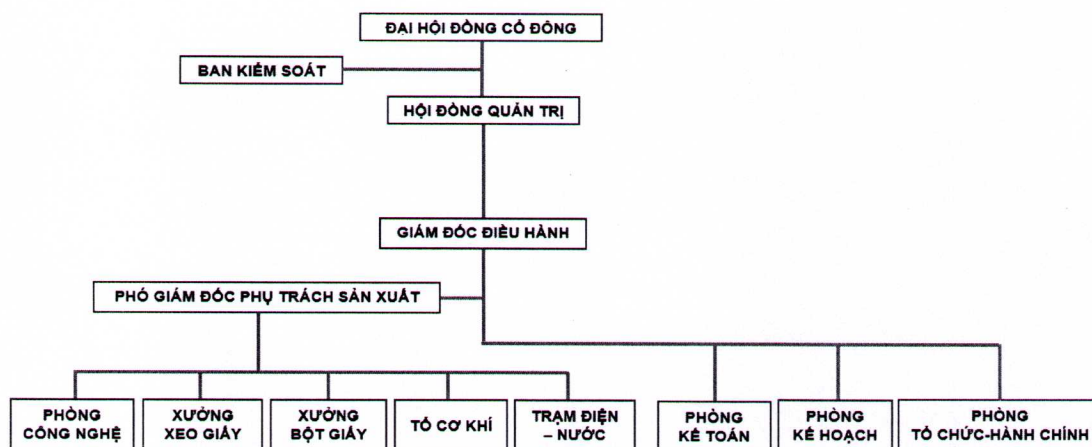 ĐẠI HỘI ĐỒNG CỔ ĐÔNG
BAN KIỂM SOÁT
HỘI ĐỒNG QUẢN TRỊ
GIÁM ĐỐC ĐIỀU HÀNH
PHÓ GIÁM ĐỐC PHỤ TRÁCH SẢN XUẤT
PHÒNG
CÔNG NGHỆ
XƯỞNG
XEO GIẤY
XƯỞNG
BỘT GIẤY
TỔ CƠ KHÍ
TRẠM ĐIỆN
– NƯỚC
PHÒNG
KẾ TOÁN
PHÒNG
KẾ HOẠCH
PHÒNG
TỔ CHỨC-HÀNH CHÍNH